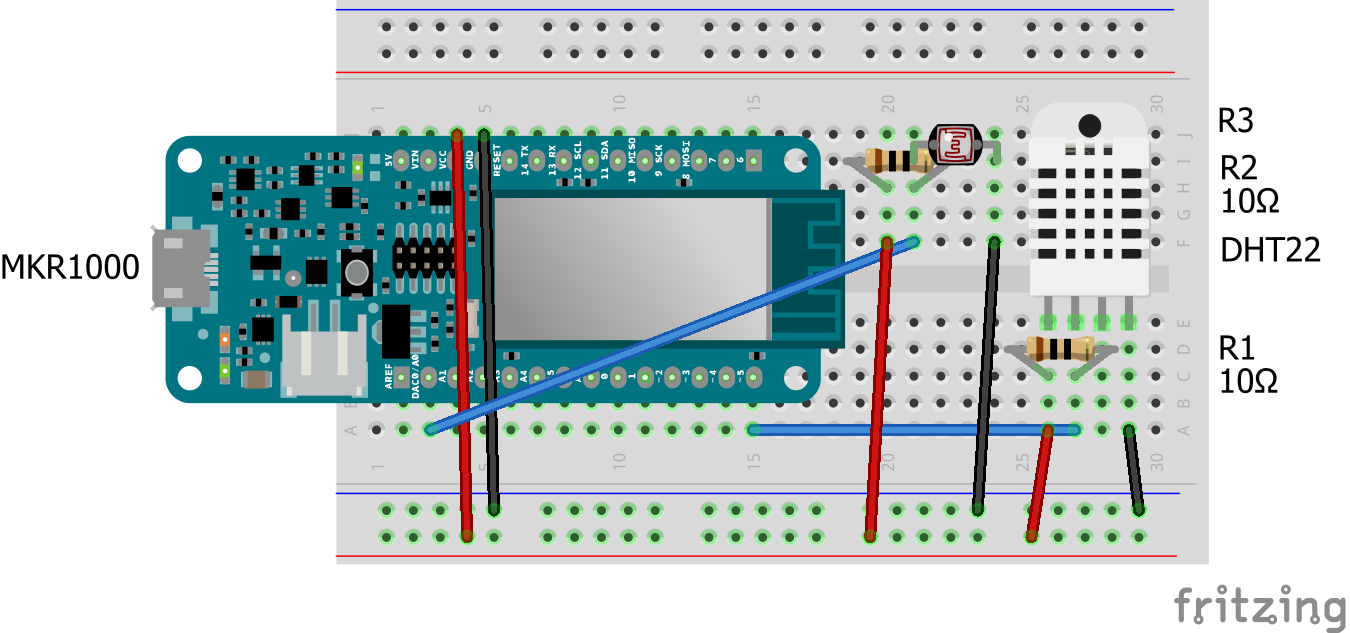 1 5 10 15 20 25 30
J
I
H
G
F
5V VIN VCC GND RESET 14 TX 13 RX 12 SCL 11 SDA 10 MISO 9 SCK 8 MOSI 7 6
R3
R2
10Ω
DHT22
MKR1000
E
D
C
B
A
R1
10Ω
AREF DAC0/A0 A1 A2 A3 A4 0 1 ~2 ~3 ~4 ~5
B
A
1 5 10 15 20 25 30
fritzing